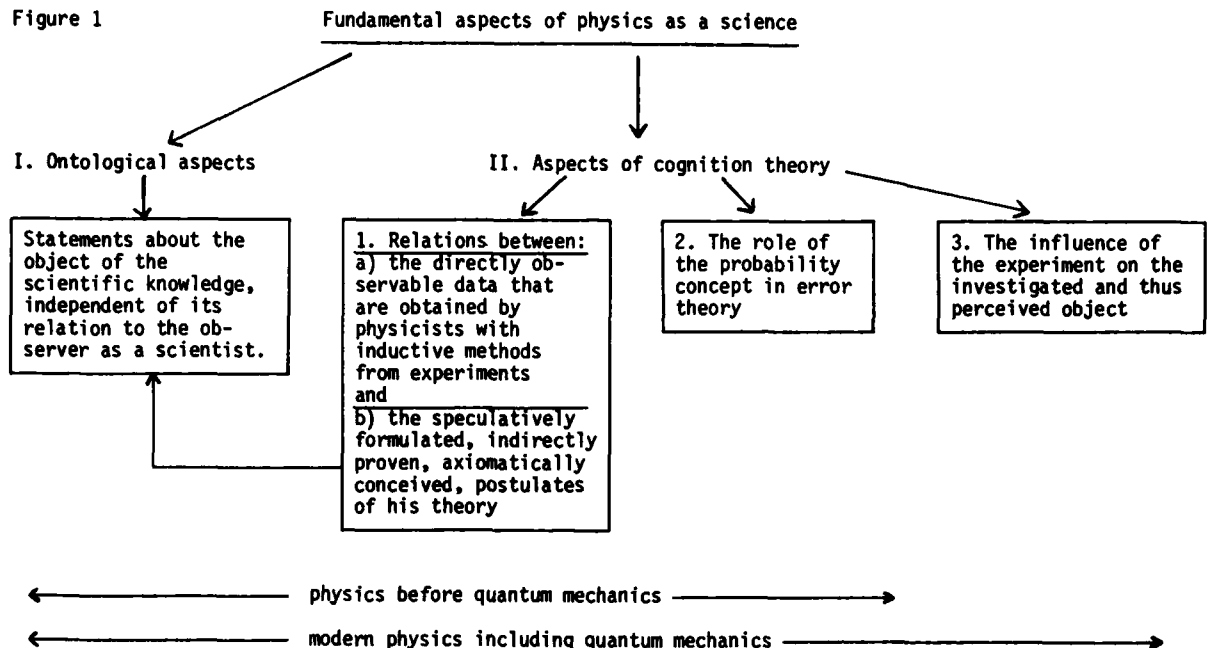 Figure 1
Fundamental aspects of physics as a science
I. Ontological aspects
II. Aspects of cognition theory
Statements about the
object of the
scientific knowledge,
independent of its
relation to the ob-
server as a scientist.
1. Relations between:
a) the directly ob-
servable data that
are obtained by
physicists with
inductive methods
from experiments
and
b) the speculatively
formulated, indirectly
proven, axiomatically
conceived, postulates
of his theory
2. The role of
the probability
concept in error
theory
3. The influence of
the experiment on the
investigated and thus
perceived object
physics before quantum mechanics
modern physics including quantum mechanics